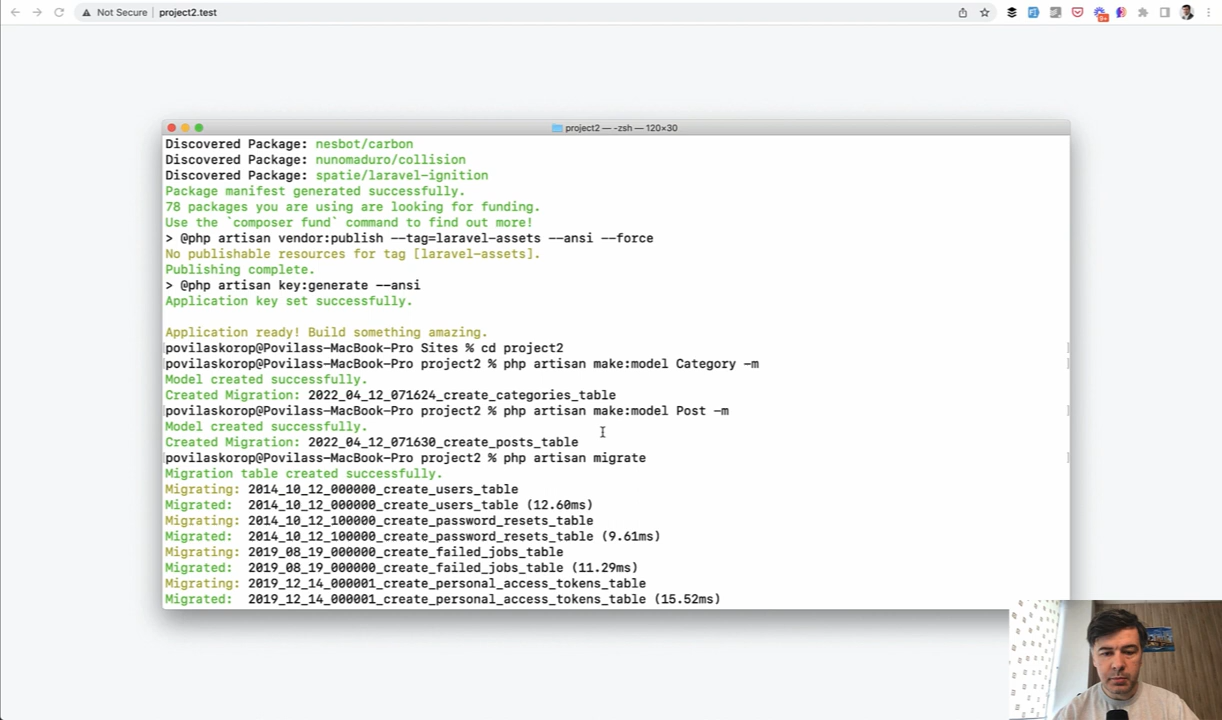 Not Secure | project2.test
9+
project2 — -zsh — 120×30
Discovered Package: nesbot/carbon
Discovered Package: nunomaduro/collision
Discovered Package: spatie/laravel-ignition
Package manifest generated successfully.
78 packages you are using are looking for funding.
Use the `composer fund` command to find out more!
> @php artisan vendor:publish --tag=laravel-assets --ansi --force
No publishable resources for tag [laravel-assets].
Publishing complete.
> @php artisan key:generate --ansi
Application key set successfully.
Application ready! Build something amazing.
povilaskorop@Povilass-MacBook-Pro Sites % cd project2
povilaskorop@Povilass-MacBook-Pro project2 % php artisan make:model Category -m
Model created successfully.
Created Migration: 2022_04_12_071624_create_categories_table
povilaskorop@Povilass-MacBook-Pro project2 % php artisan make:model Post -m
Model created successfully.
Created Migration: 2022_04_12_071630_create_posts_table
povilaskorop@Povilass-MacBook-Pro project2 % php artisan migrate
Migration table created successfully.
Migrating: 2014_10_12_000000_create_users_table
Migrated:  2014_10_12_000000_create_users_table (12.60ms)
Migrating: 2014_10_12_100000_create_password_resets_table
Migrated:  2014_10_12_100000_create_password_resets_table (9.61ms)
Migrating: 2019_08_19_000000_create_failed_jobs_table
Migrated:  2019_08_19_000000_create_failed_jobs_table (11.29ms)
Migrating: 2019_12_14_000001_create_personal_access_tokens_table
Migrated:  2019_12_14_000001_create_personal_access_tokens_table (15.52ms)